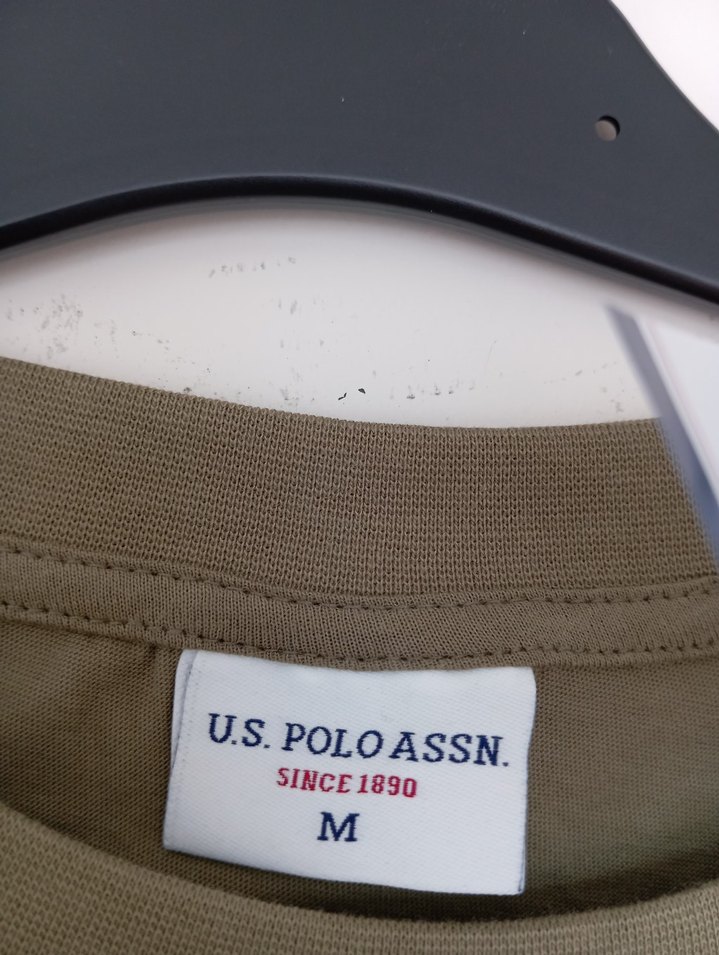 U.S. POLO ASSN.
SINCE 1890
M